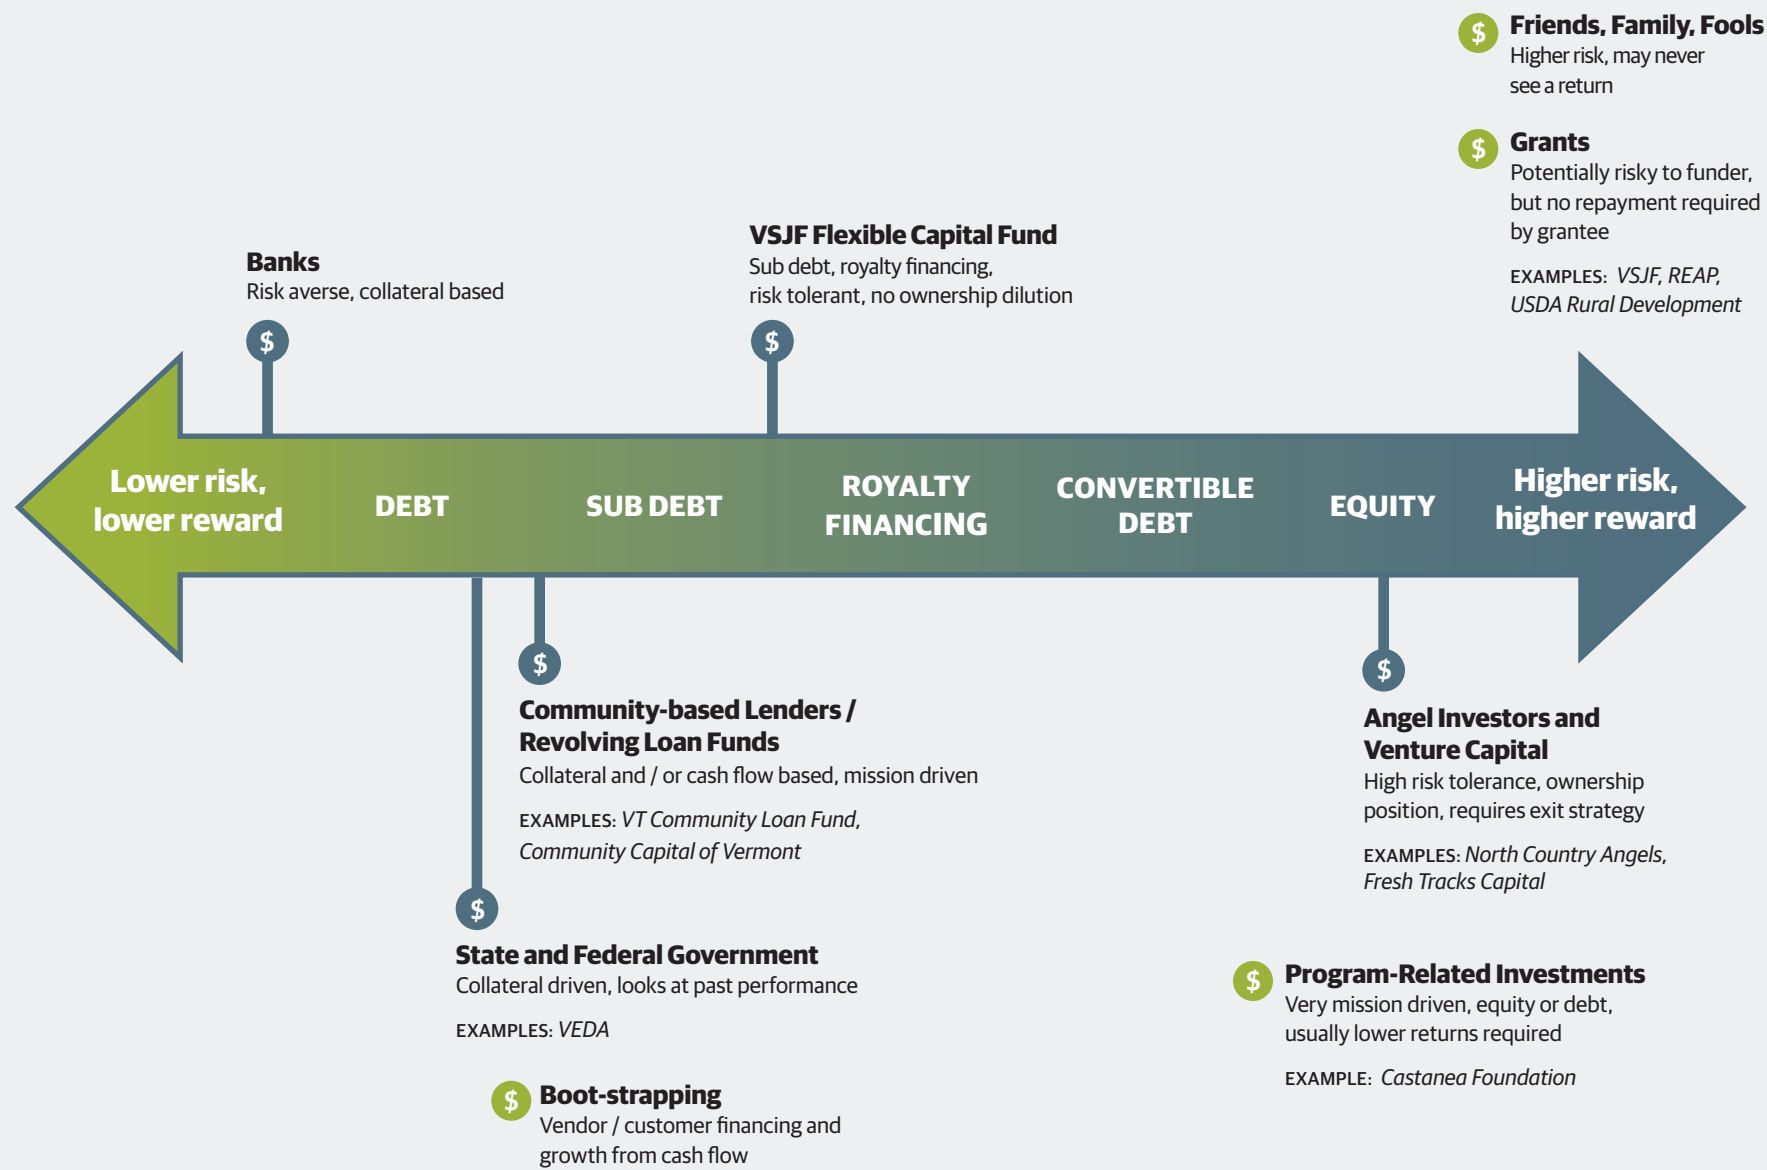 $ Friends, Family, Fools
Higher risk, may never
see a return
$ Grants
Potentially risky to funder,
but no repayment required
by grantee
EXAMPLES: VSJF, REAP,
USDA Rural Development
Banks
Risk averse, collateral based
$
VSJF Flexible Capital Fund
Sub debt, royalty financing,
risk tolerant, no ownership dilution
$
Lower risk,
lower reward
DEBT
SUB DEBT
ROYALTY
FINANCING
CONVERTIBLE
DEBT
EQUITY
Higher risk,
higher reward
$
Community-based Lenders /
Revolving Loan Funds
Collateral and / or cash flow based, mission driven
EXAMPLES: VT Community Loan Fund,
Community Capital of Vermont
$
Angel Investors and
Venture Capital
High risk tolerance, ownership
position, requires exit strategy
EXAMPLES: North Country Angels,
Fresh Tracks Capital
$
State and Federal Government
Collateral driven, looks at past performance
EXAMPLES: VEDA
$ Program-Related Investments
Very mission driven, equity or debt,
usually lower returns required
EXAMPLE: Castanea Foundation
$ Boot-strapping
Vendor / customer financing and
growth from cash flow